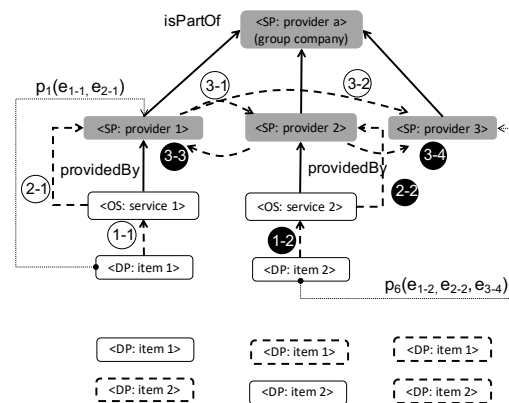 isPartOf
<SP: provider a>
(group company)
p1(e1-1, e2-1)
3-1
3-2
<SP: provider 1>
<SP: provider 2>
<SP: provider 3>
3-3
3-4
providedBy
providedBy
2-1
2-2
<OS: service 1>
<OS: service 2>
1-1
1-2
<DP: item 1>
<DP: item 2>
p6(e1-2, e2-2, e3-4)
<DP: item 1>
<DP: item 1>
<DP: item 1>
<DP: item 2>
<DP: item 2>
<DP: item 2>